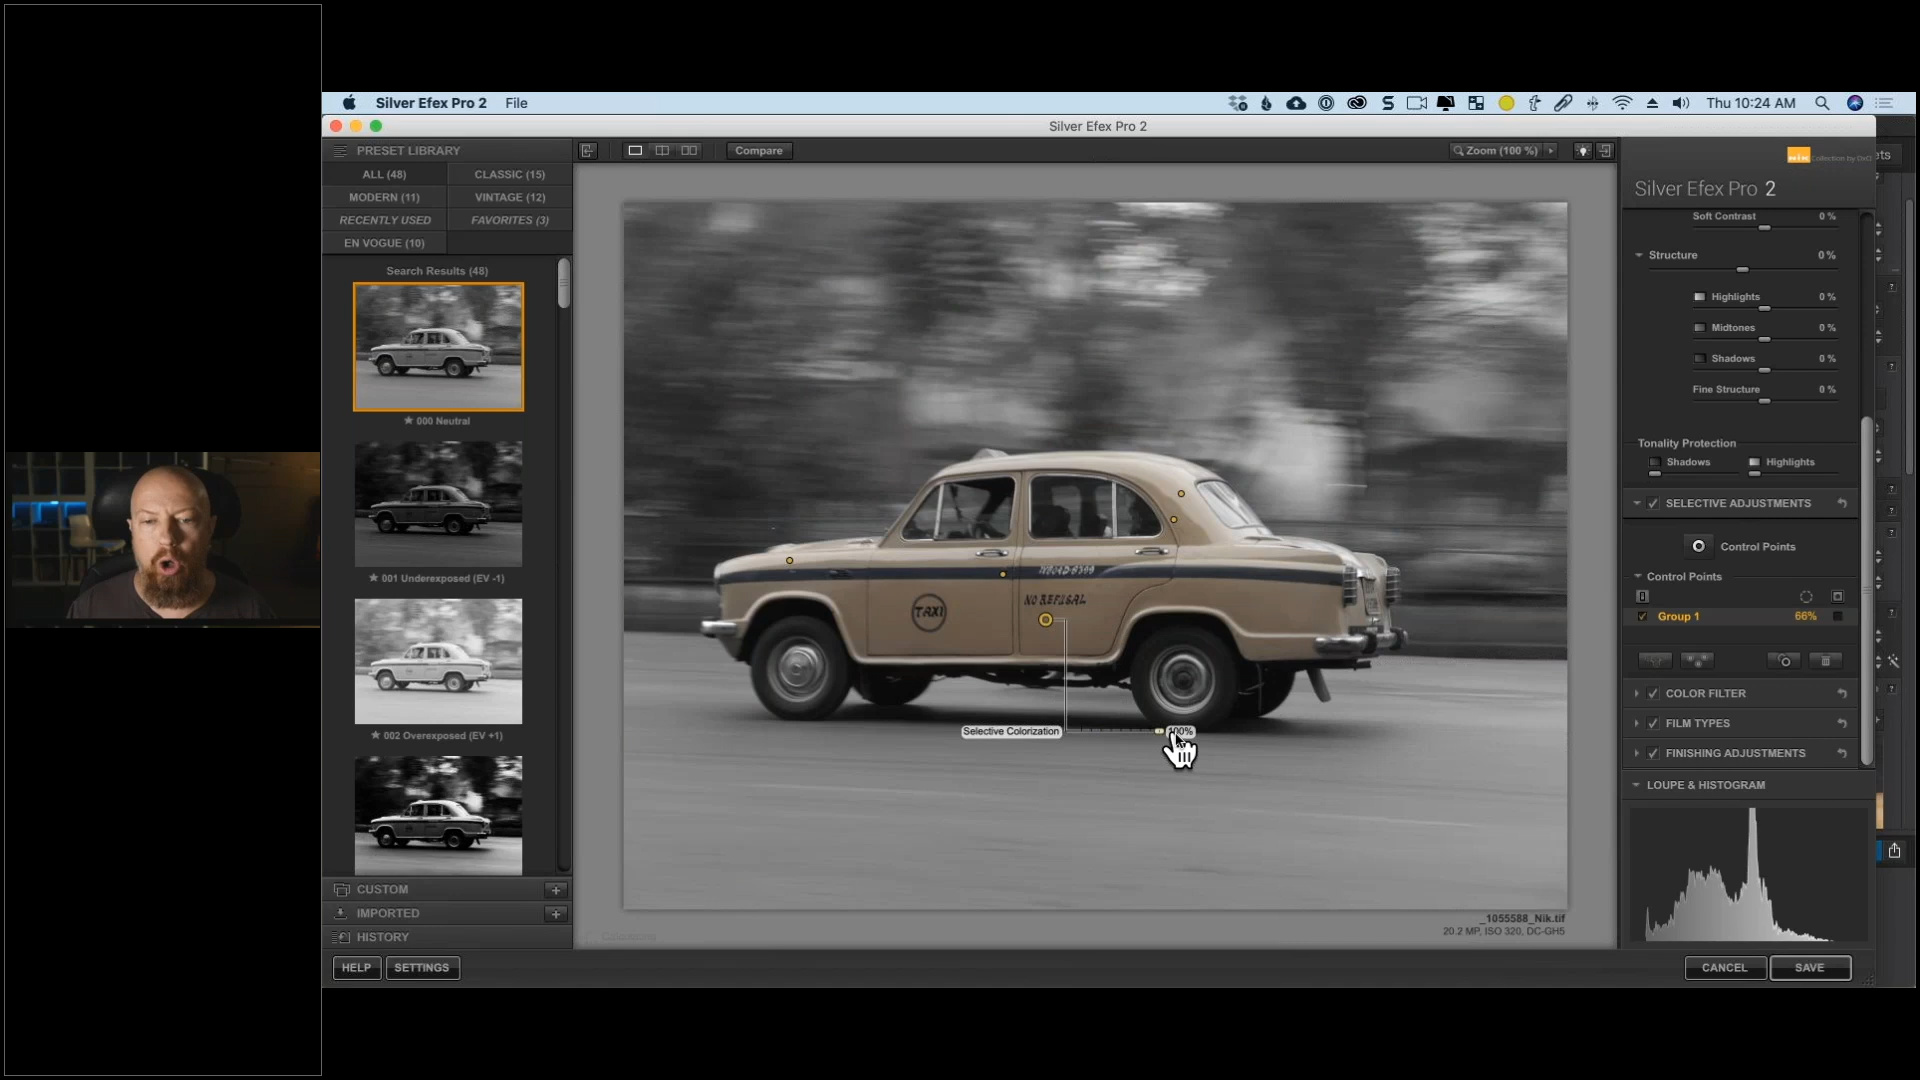 Silver Efex Pro 2 File
Thu 10:24 AM
Silver Efex Pro 2
PRESET LIBRARY
Compare
Zoom (100 %)
ALL (48)
CLASSIC (15)
MODERN (11)
VINTAGE (12)
RECENTLY USED
FAVORITES (3)
EN VOGUE (10)
Search Results (48)
★ 000 Neutral
★ 001 Underexposed (EV -1)
★ 002 Overexposed (EV +1)
CUSTOM
IMPORTED
HISTORY
HELP
SETTINGS
NO REFUSAL
TAXI
Selective Colorization
100%
_1055588_Nik.tif
20.2 MP, ISO 320, DC-GH5
Collection by DxO
Silver Efex Pro 2
Soft Contrast 0 %
Structure 0 %
Highlights 0 %
Midtones 0 %
Shadows 0 %
Fine Structure 0 %
Tonality Protection
Shadows
Highlights
SELECTIVE ADJUSTMENTS
Control Points
Control Points
Group 1 66%
COLOR FILTER
FILM TYPES
FINISHING ADJUSTMENTS
LOUPE & HISTOGRAM
CANCEL
SAVE